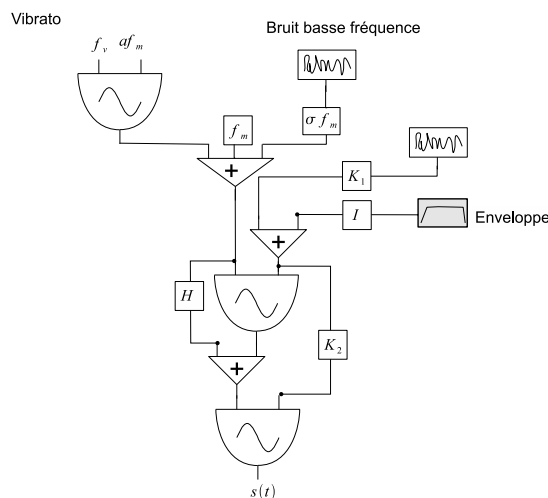 Vibrato
Bruit basse fréquence
f_v af_m
f_m
σ f_m
+
K_1
I
Enveloppe
+
H
K_2
+
s(t)